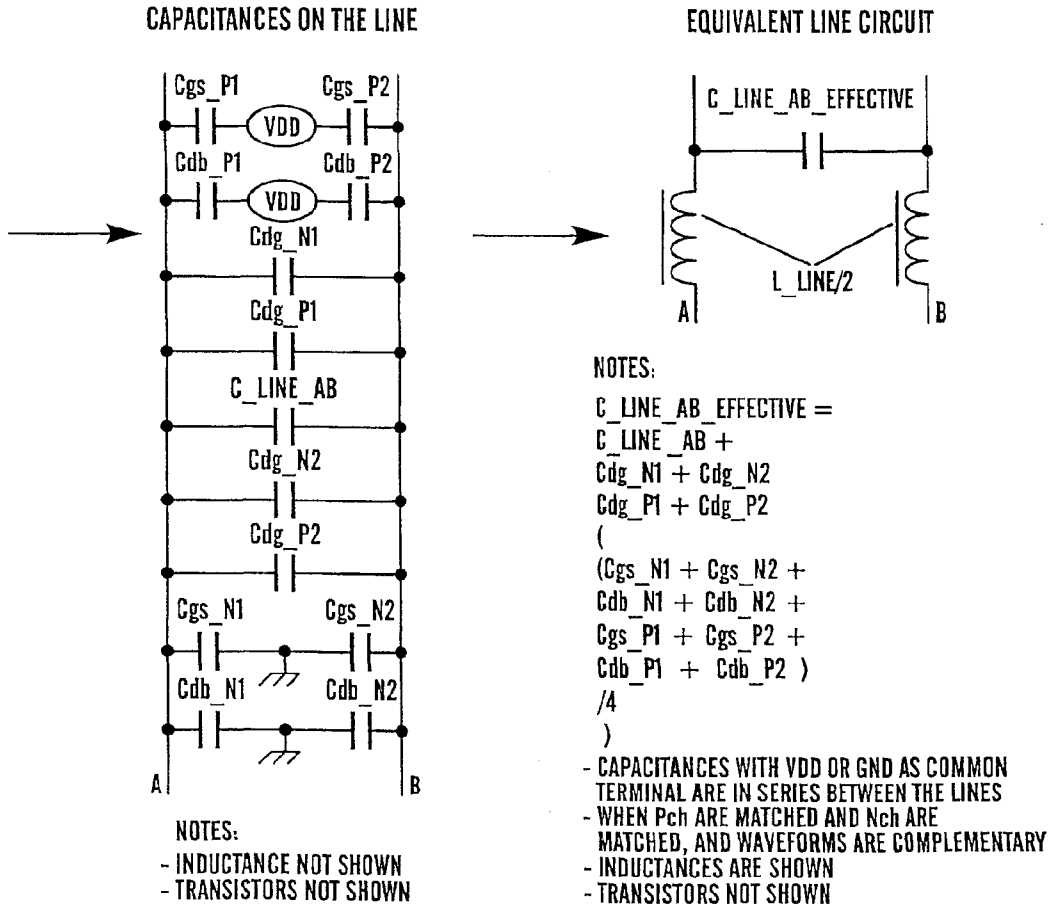 CAPACITANCES ON THE LINE
Cgs_P1 Cgs_P2
VDD
Cdb_P1 Cdb_P2
VDD
Cdg_N1
Cdg_P1
C_LINE_AB
Cdg_N2
Cdg_P2
Cgs_N1 Cgs_N2
Cdb_N1 Cdb_N2
A B
NOTES:
- INDUCTANCE NOT SHOWN
- TRANSISTORS NOT SHOWN
EQUIVALENT LINE CIRCUIT
C_LINE_AB_EFFECTIVE
L_LINE/2
A B
NOTES:
C_LINE_AB_EFFECTIVE =
C_LINE_AB +
Cdg_N1 + Cdg_N2
Cdg_P1 + Cdg_P2
(
(Cgs_N1 + Cgs_N2 +
Cdb_N1 + Cdb_N2 +
Cgs_P1 + Cgs_P2 +
Cdb_P1 + Cdb_P2 )
/4
)
- CAPACITANCES WITH VDD OR GND AS COMMON
TERMINAL ARE IN SERIES BETWEEN THE LINES
- WHEN Pch ARE MATCHED AND Nch ARE
MATCHED, AND WAVEFORMS ARE COMPLEMENTARY
- INDUCTANCES ARE SHOWN
- TRANSISTORS NOT SHOWN